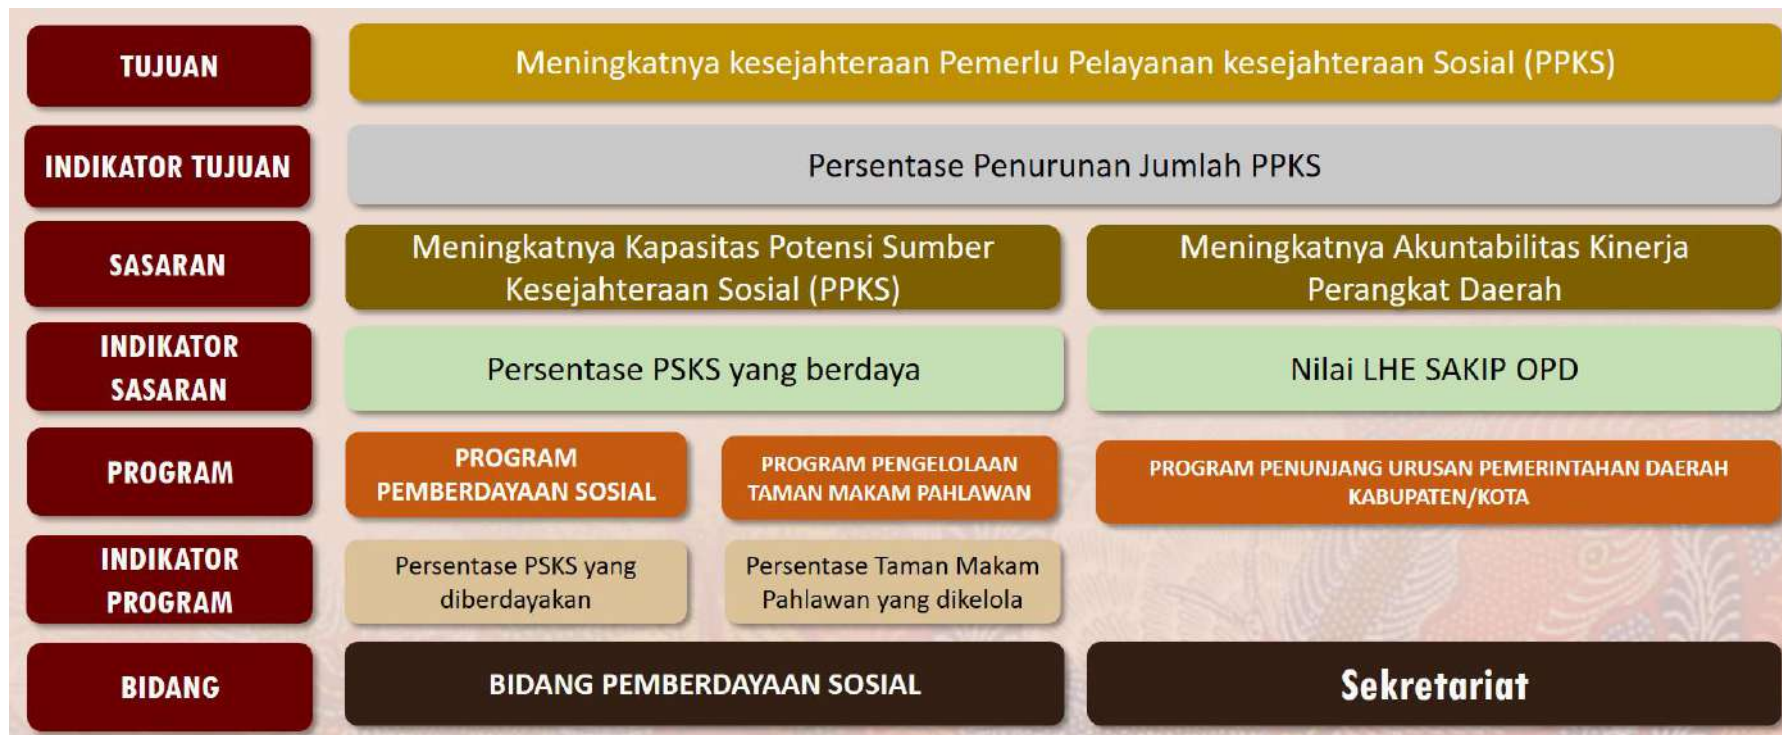 TUJUAN
Meningkatnya kesejahteraan Pemerlu Pelayanan kesejahteraan Sosial (PPKS)
INDIKATOR TUJUAN
Persentase Penurunan Jumlah PPKS
SASARAN
Meningkatnya Kapasitas Potensi Sumber
Kesejahteraan Sosial (PPKS)
Meningkatnya Akuntabilitas Kinerja
Perangkat Daerah
INDIKATOR
SASARAN
Persentase PSKS yang berdaya
Nilai LHE SAKIP OPD
PROGRAM
PROGRAM
PEMBERDAYAAN SOSIAL
PROGRAM PENGELOLAAN
TAMAN MAKAM PAHLAWAN
PROGRAM PENUNJANG URUSAN PEMERINTAHAN DAERAH
KABUPATEN/KOTA
INDIKATOR
PROGRAM
Persentase PSKS yang
diberdayakan
Persentase Taman Makam
Pahlawan yang dikelola
BIDANG
BIDANG PEMBERDAYAAN SOSIAL
Sekretariat